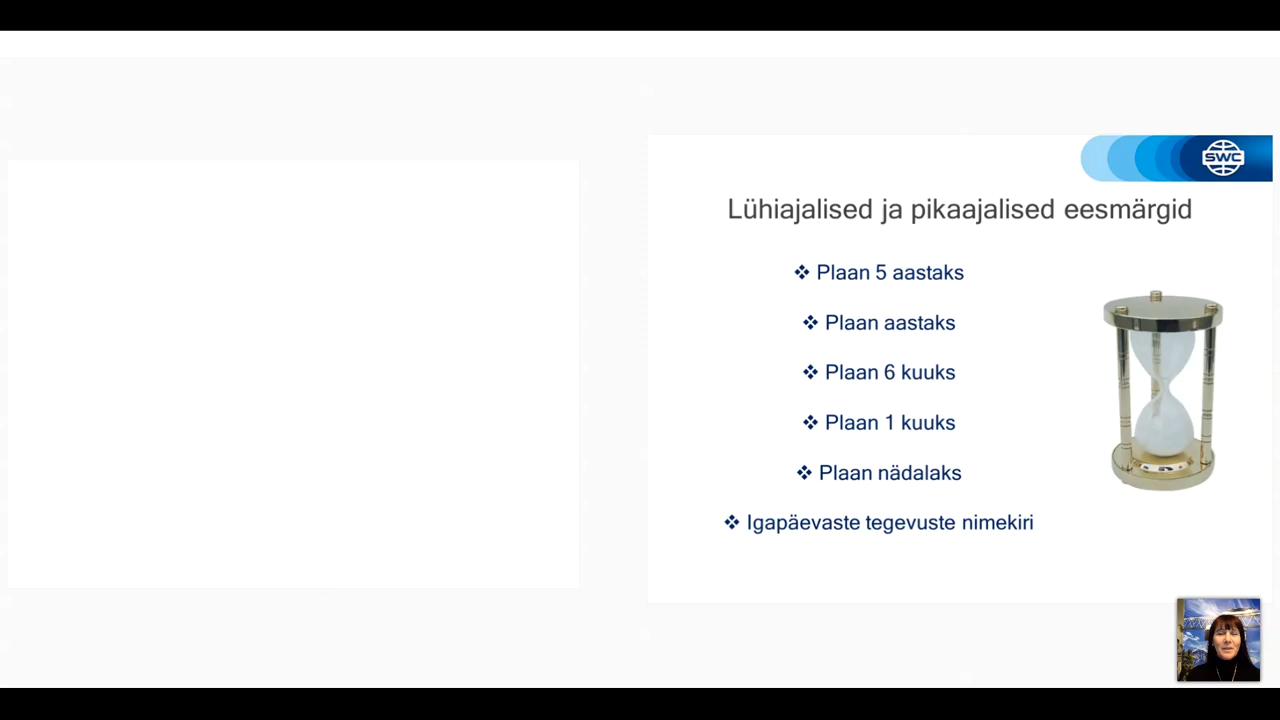 SWC
Lühiajalised ja pikaajalised eesmärgid
❖ Plaan 5 aastaks
❖ Plaan aastaks
❖ Plaan 6 kuuks
❖ Plaan 1 kuuks
❖ Plaan nädalaks
❖ Igapäevaste tegevuste nimekiri